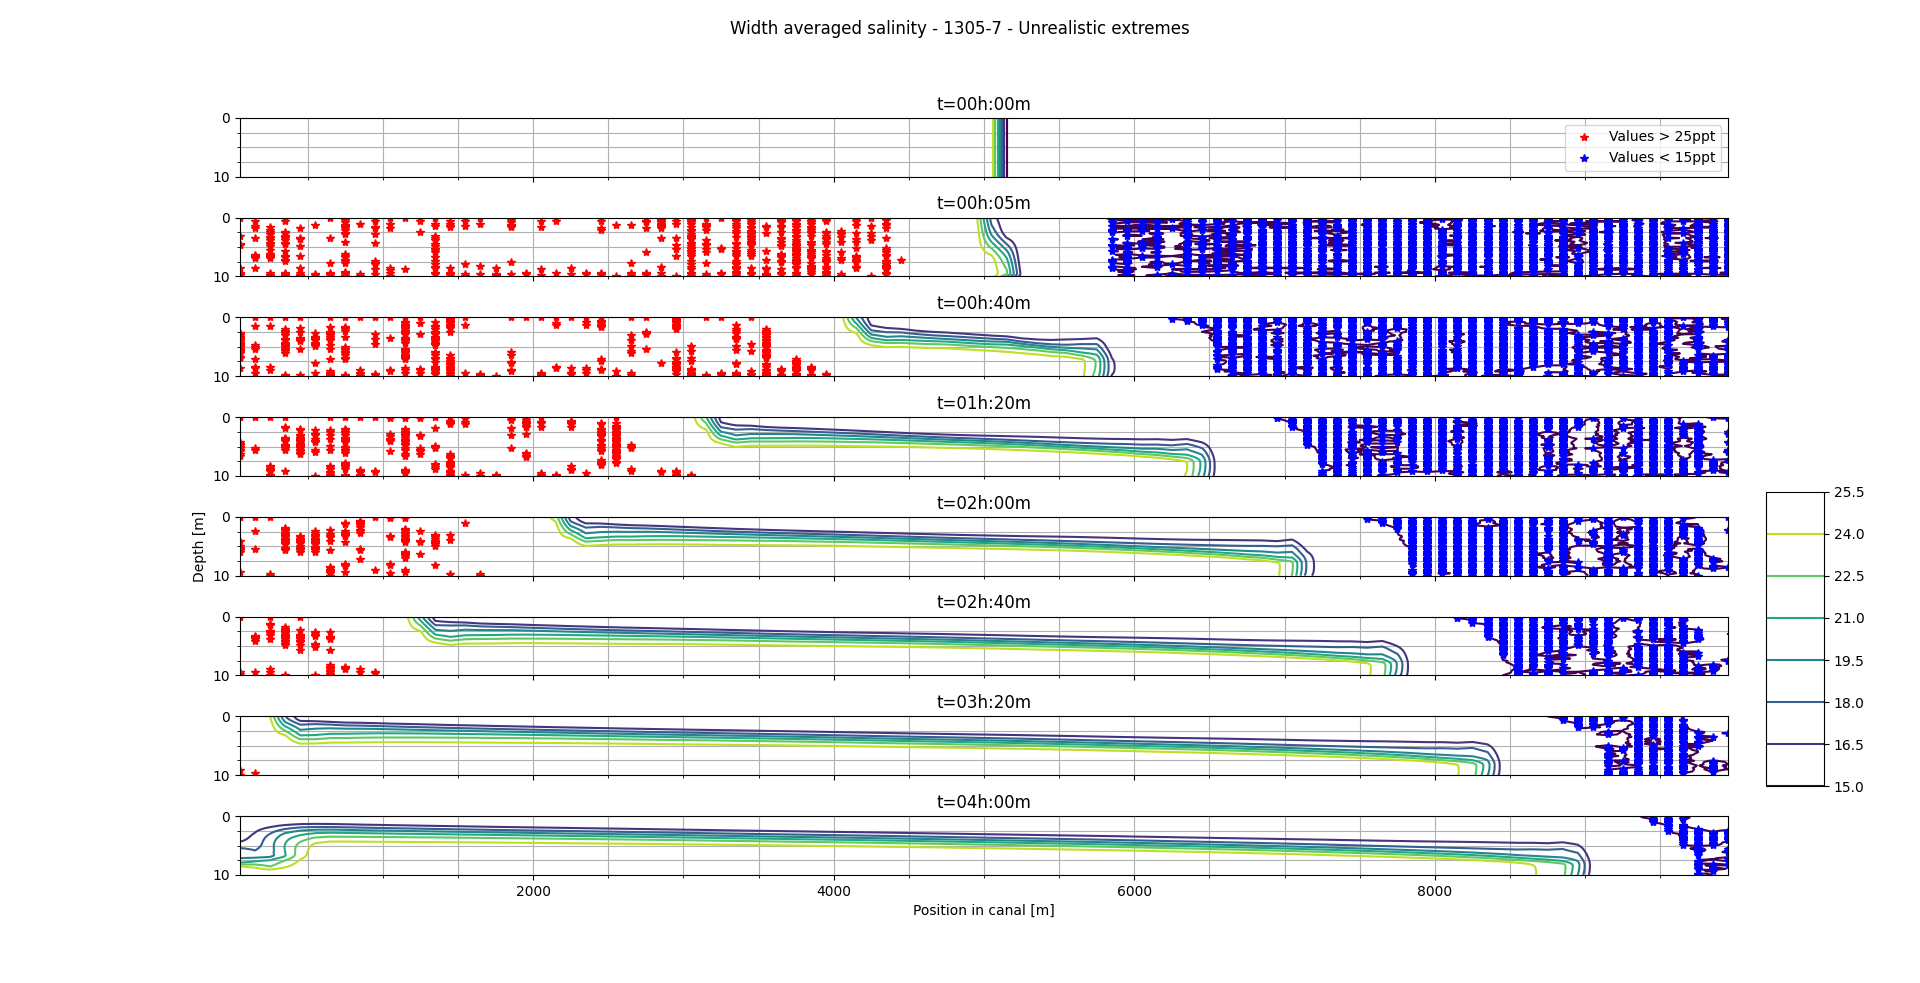 Width averaged salinity - 1305-7 - Unrealistic extremes
t=00h:00m
0
10
Values > 25ppt
Values < 15ppt
t=00h:05m
0
10
t=00h:40m
0
10
t=01h:20m
0
10
t=02h:00m
0
10
Depth [m]
t=02h:40m
0
10
t=03h:20m
0
10
t=04h:00m
0
10
2000 4000 6000 8000
Position in canal [m]
25.5
24.0
22.5
21.0
19.5
18.0
16.5
15.0